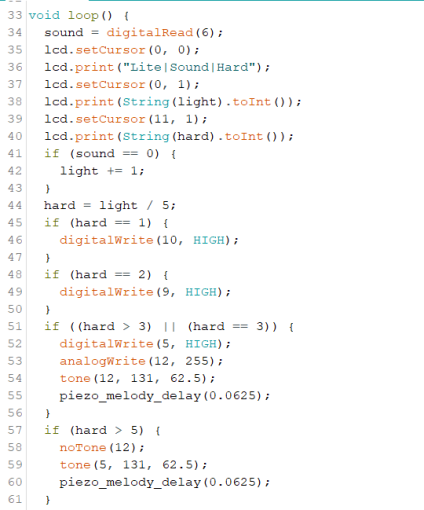 33 void loop() {
34   sound = digitalRead(6);
35   lcd.setCursor(0, 0);
36   lcd.print("Lite|Sound|Hard");
37   lcd.setCursor(0, 1);
38   lcd.print(String(light).toInt());
39   lcd.setCursor(11, 1);
40   lcd.print(String(hard).toInt());
41   if (sound == 0) {
42     light += 1;
43   }
44   hard = light / 5;
45   if (hard == 1) {
46     digitalWrite(10, HIGH);
47   }
48   if (hard == 2) {
49     digitalWrite(9, HIGH);
50   }
51   if ((hard > 3) || (hard == 3)) {
52     digitalWrite(5, HIGH);
53     analogWrite(12, 255);
54     tone(12, 131, 62.5);
55     piezo_melody_delay(0.0625);
56   }
57   if (hard > 5) {
58     noTone(12);
59     tone(5, 131, 62.5);
60     piezo_melody_delay(0.0625);
61   }